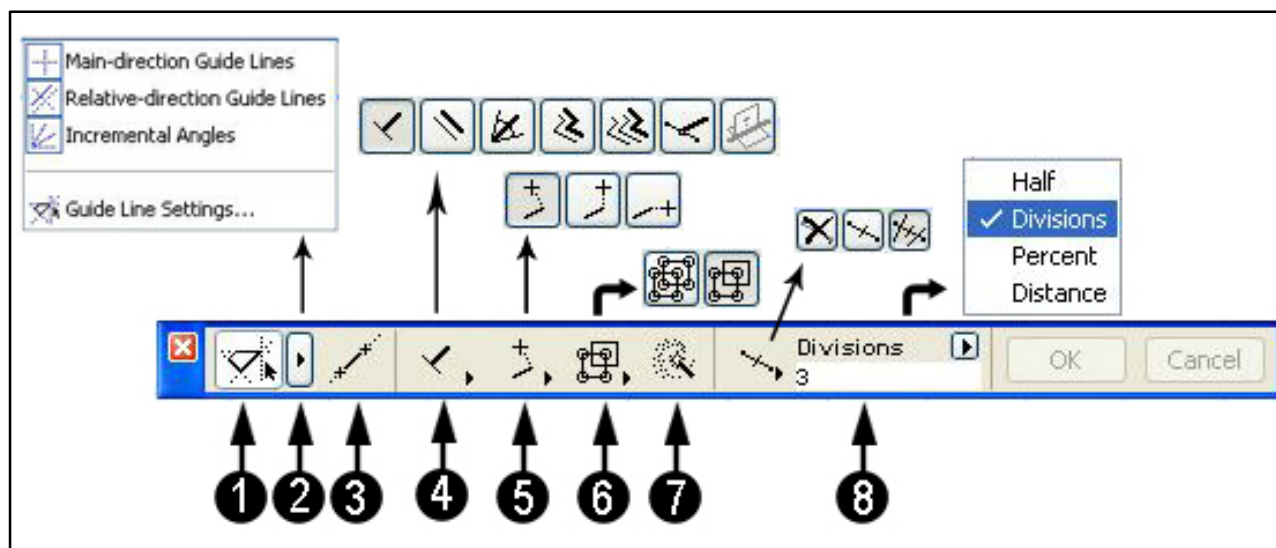 Main-direction Guide Lines
Relative-direction Guide Lines
Incremental Angles
Guide Line Settings...
Half
Divisions
Percent
Distance
Divisions
3
OK
Cancel
1
2
3
4
5
6
7
8